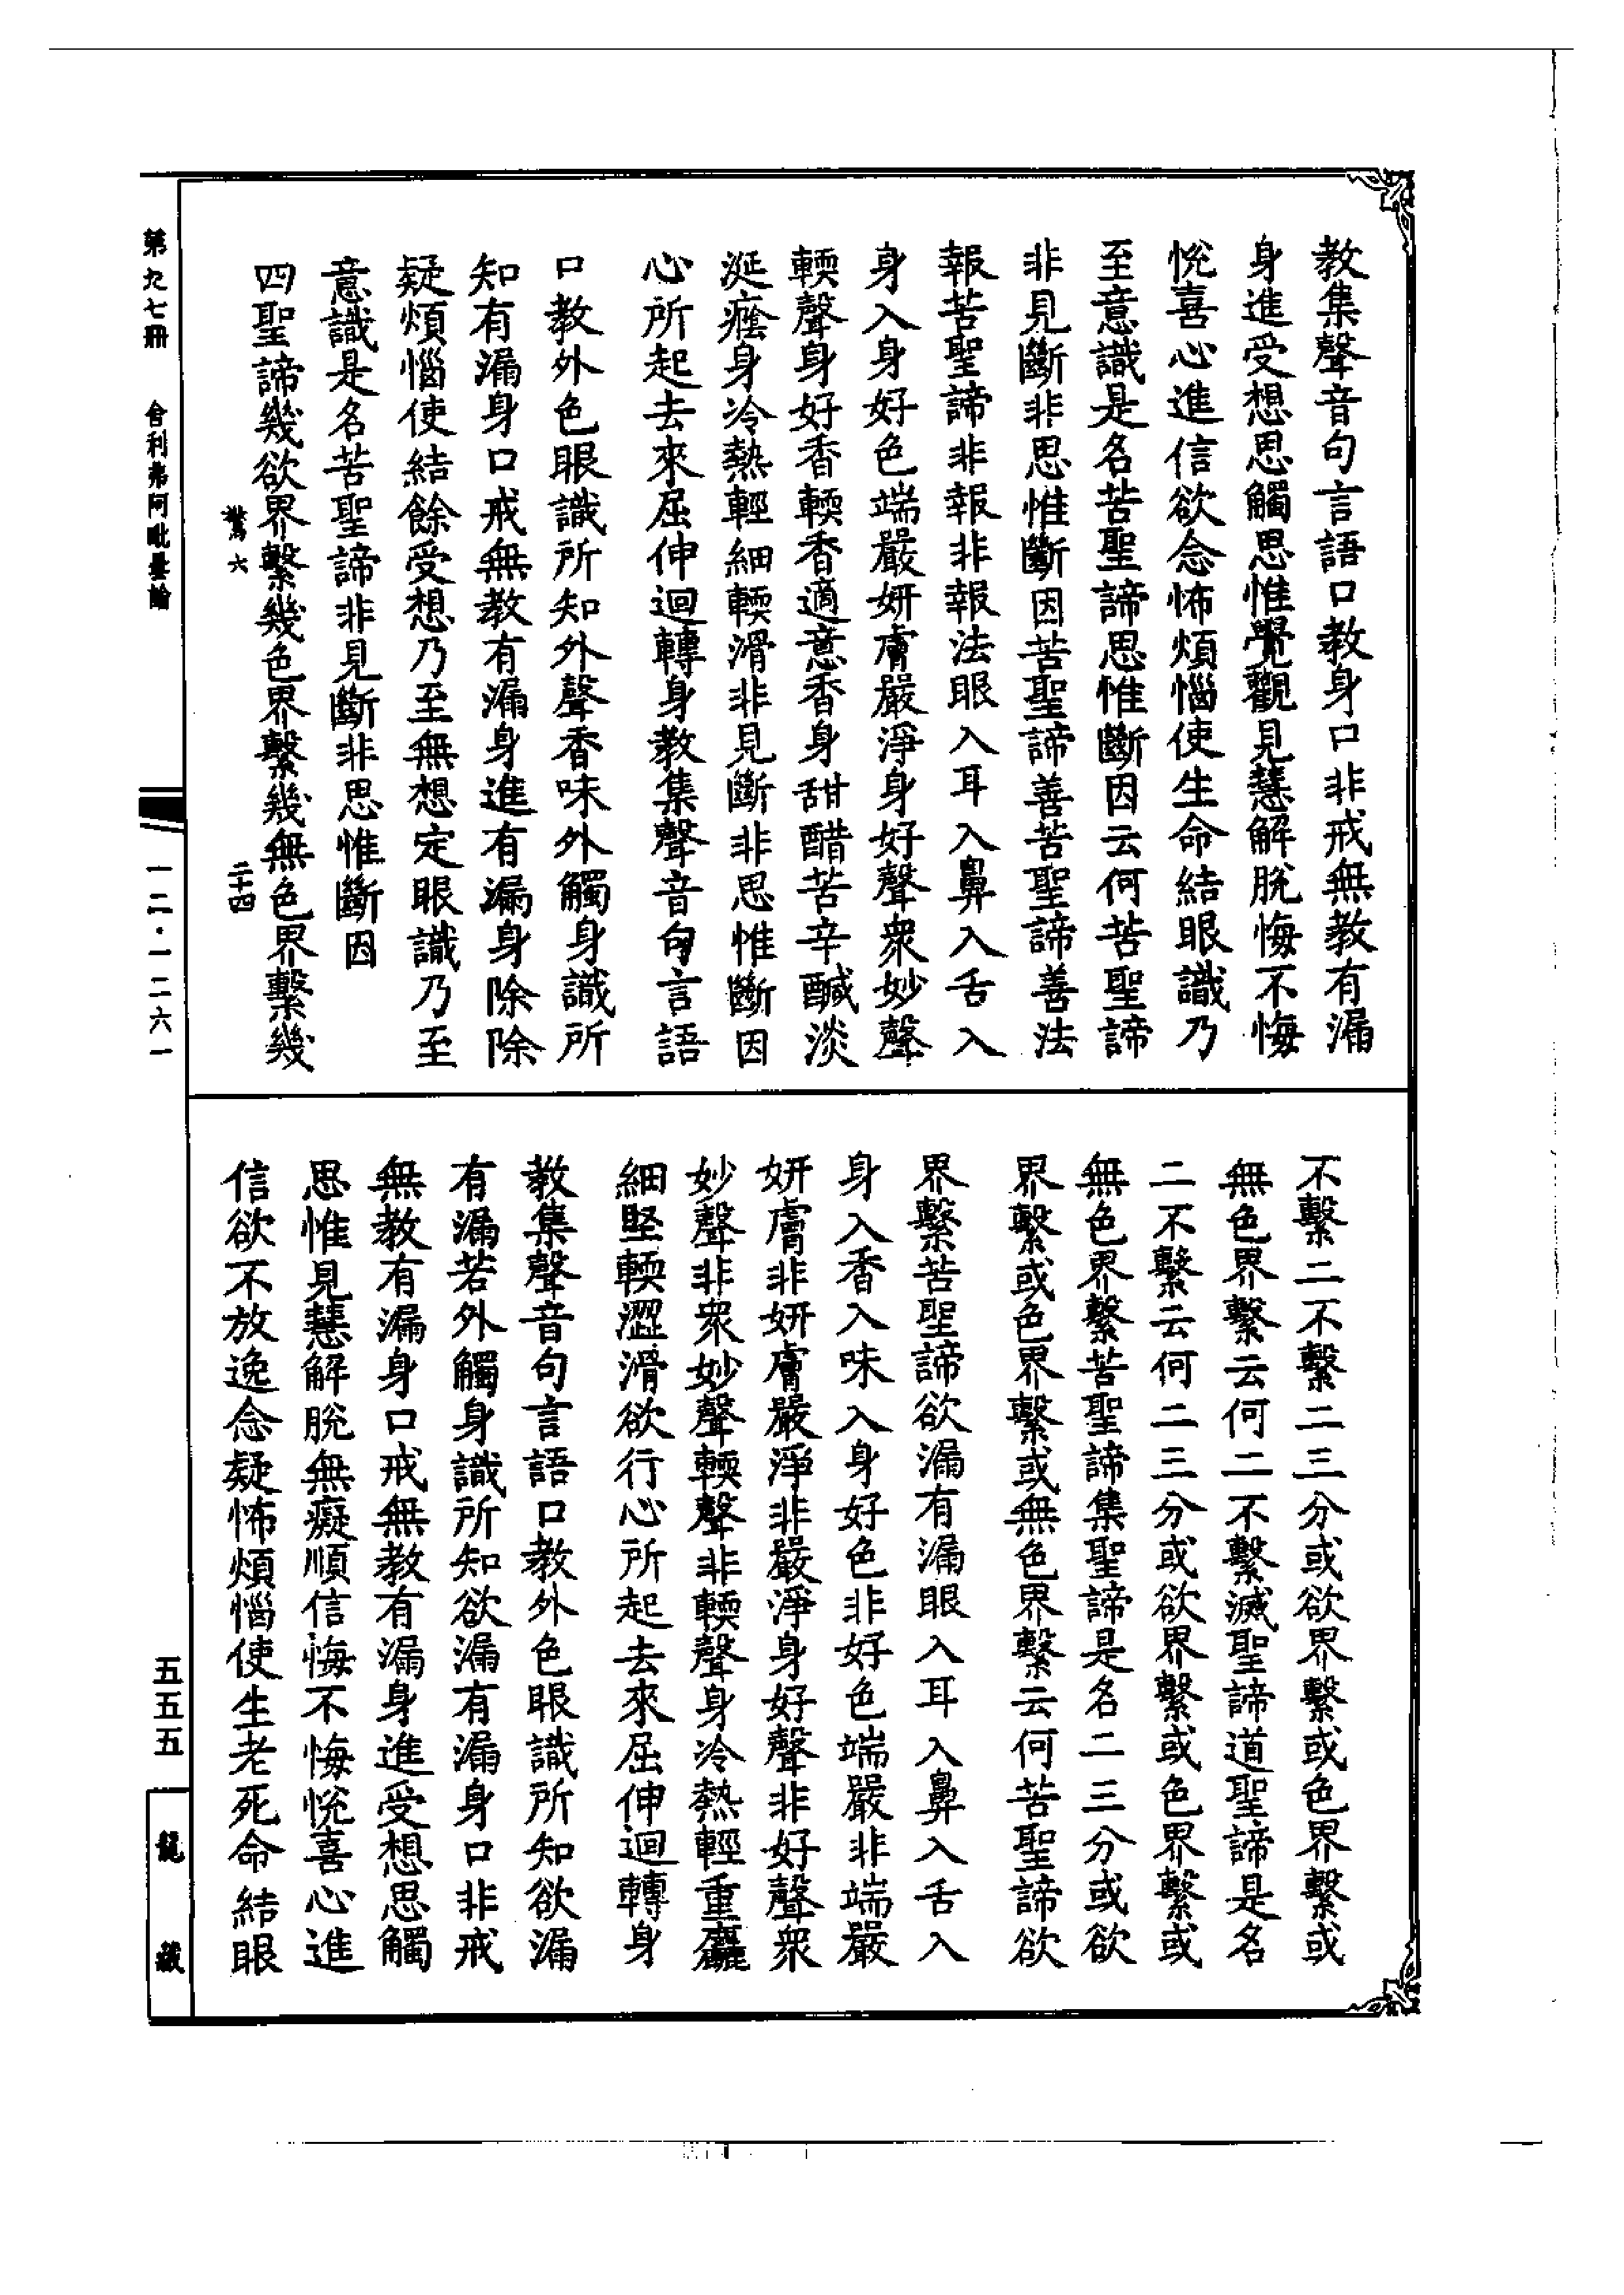 教集聲音句言語口教身口非戒無教有漏
身進受想思觸思惟覺觀見慧解脫悔不悔
悅喜心進信欲念怖煩惱使生命結眼識乃
至意識是名苦聖諦思惟斷因云何苦聖諦
非見斷非思惟斷因苦聖諦善苦聖諦善法
報苦聖諦非報非報法眼入耳入鼻入舌入
身入身好色端嚴妍膚嚴淨身好聲衆妙聲
輭聲身好香輭香適意香身甜醋苦辛醎淡
涎癊身冷熱輕細輭滑非見斷非思惟斷因
心所起去來屈伸迴轉身教集聲音句言語
口教外色眼識所知外聲香味外觸身識所
知有漏身口戒無教有漏身進有漏身除除
疑煩惱使結餘受想乃至無想定眼識乃至
意識是名苦聖諦非見斷非思惟斷因
四聖諦幾欲界繫幾色界繫幾無色界繫幾
不繫二不繫二三分或欲界繫或色界繫或
無色界繫云何二不繫滅聖諦道聖諦是名
二不繫云何二三分或欲界繫或色界繫或
無色界繫苦聖諦集聖諦是名二三分或欲
界繫或色界繫或無色界繫云何苦聖諦欲
界繫苦聖諦欲漏有漏眼入耳入鼻入舌入
身入香入味入身好色非好色端嚴非端嚴
妍膚非妍膚嚴淨非嚴淨身好聲非好聲衆
妙聲非衆妙聲輭聲非輭聲身冷熱輕重麤
細堅輭澀滑欲行心所起去來屈伸迴轉身
教集聲音句言語口教外色眼識所知欲漏
有漏若外觸身識所知欲漏有漏身口非戒
無教有漏身口戒無教有漏身進受想思觸
思惟見慧解脫無癡順信悔不悔悅喜心進
信欲不放逸念疑怖煩惱使生老死命結眼
第九七冊 舍利弗阿毗曇論
鷙六 二十四
一二·一二六一
五五五
龍藏